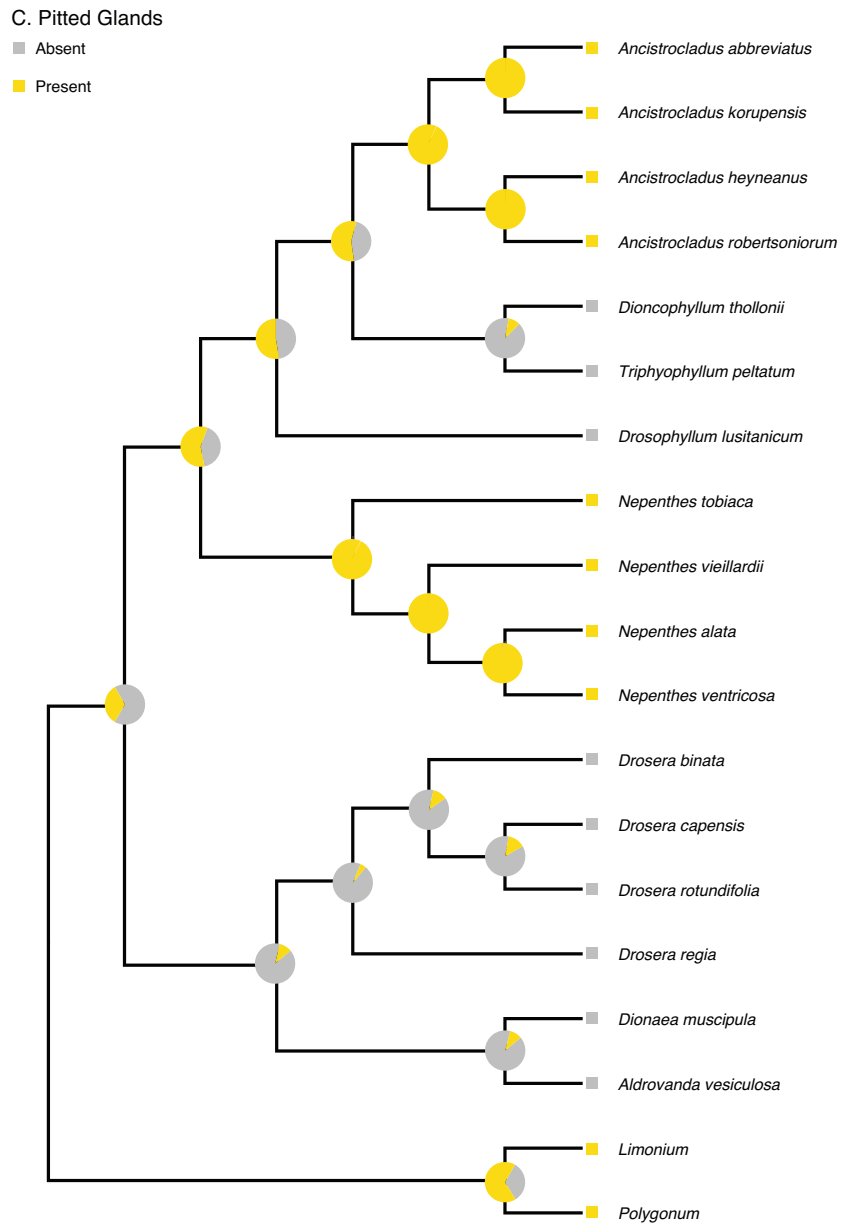 C. Pitted Glands
Absent
Present
Ancistrocladus abbreviatus
Ancistrocladus korupensis
Ancistrocladus heyneanus
Ancistrocladus robertsoniorum
Dioncophyllum thollonii
Triphyophyllum peltatum
Drosophyllum lusitanicum
Nepenthes tobiaca
Nepenthes vieillardii
Nepenthes alata
Nepenthes ventricosa
Drosera binata
Drosera capensis
Drosera rotundifolia
Drosera regia
Dionaea muscipula
Aldrovanda vesiculosa
Limonium
Polygonum